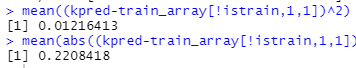 > mean((kpred-train_array[!istrain,1,1])^2)
[1] 0.01216413
> mean(abs((kpred-train_array[!istrain,1,1])
[1] 0.2208418